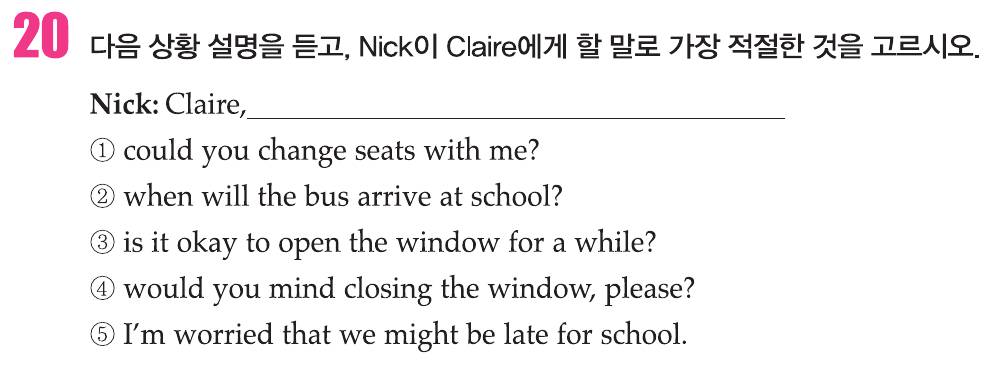 20 다음 상황 설명을 듣고, Nick이 Claire에게 할 말로 가장 적절한 것을 고르시오.
Nick: Claire,
① could you change seats with me?
② when will the bus arrive at school?
③ is it okay to open the window for a while?
④ would you mind closing the window, please?
⑤ I'm worried that we might be late for school.